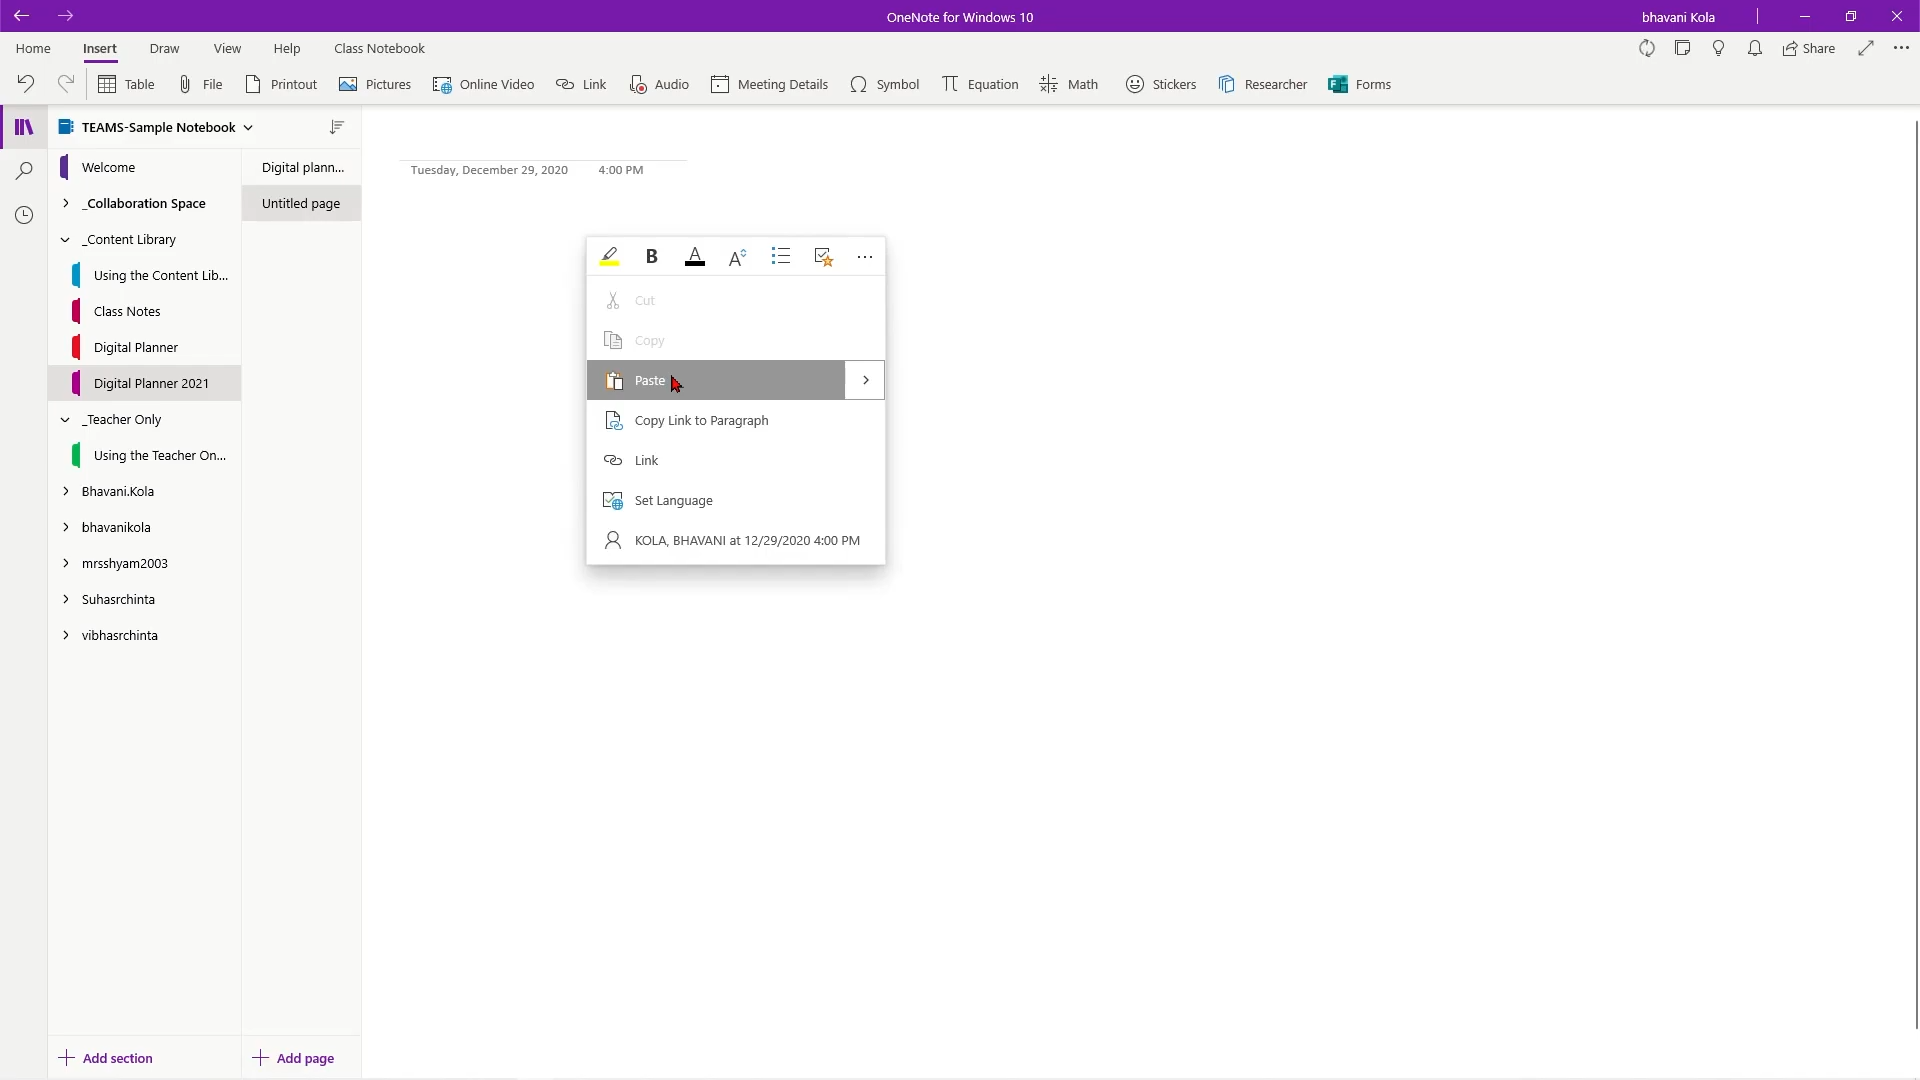 OneNote for Windows 10
bhavani Kola
Home Insert Draw View Help Class Notebook
Share
Table File Printout Pictures Online Video Link Audio Meeting Details Symbol Equation Math Stickers Researcher Forms
TEAMS-Sample Notebook
Welcome
_Collaboration Space
_Content Library
Using the Content Lib...
Class Notes
Digital Planner
Digital Planner 2021
_Teacher Only
Using the Teacher On...
Bhavani.Kola
bhavanikola
mrsshyam2003
Suhasrchinta
vibhasrchinta
Add section
Digital plann...
Untitled page
Add page
Tuesday, December 29, 2020 4:00 PM
B A A
Cut
Copy
Paste
Copy Link to Paragraph
Link
Set Language
KOLA, BHAVANI at 12/29/2020 4:00 PM